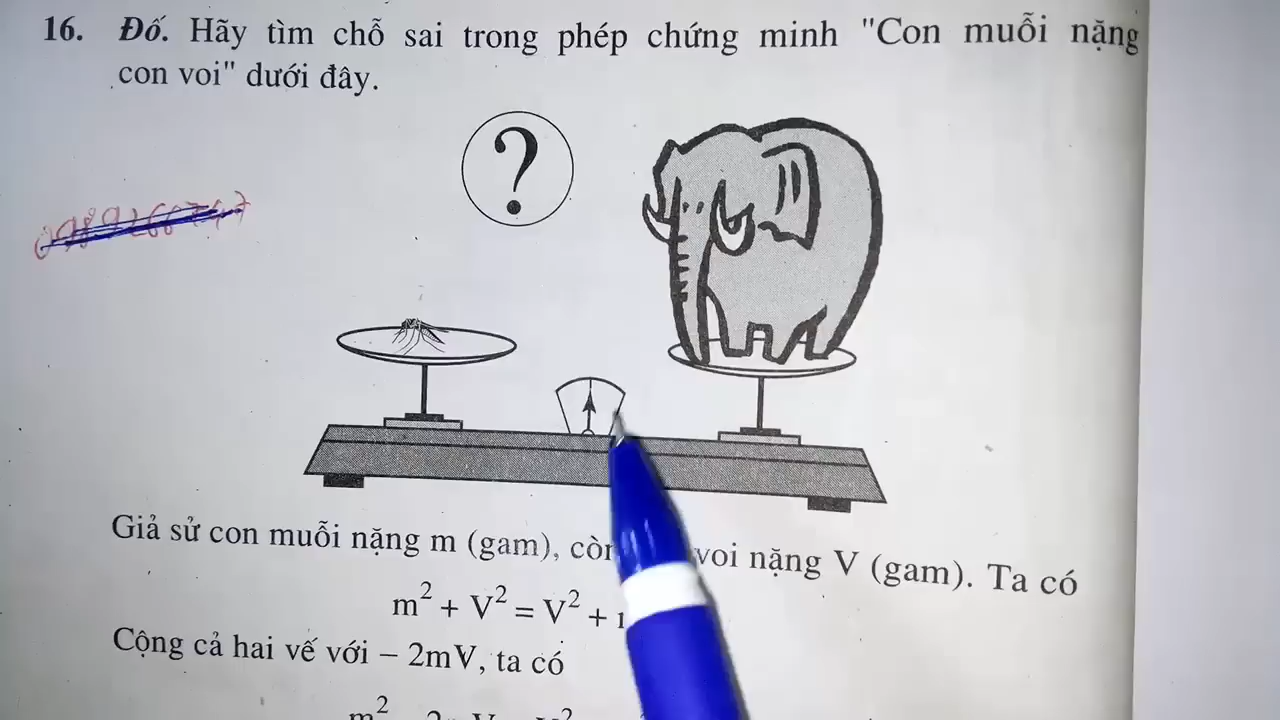 16. Đố. Hãy tìm chỗ sai trong phép chứng minh "Con muỗi nặng
con voi" dưới đây.
?
Giả sử con muỗi nặng m (gam), voi nặng V (gam). Ta có
m² + V² = V² +
Cộng cả hai vế với – 2mV, ta có